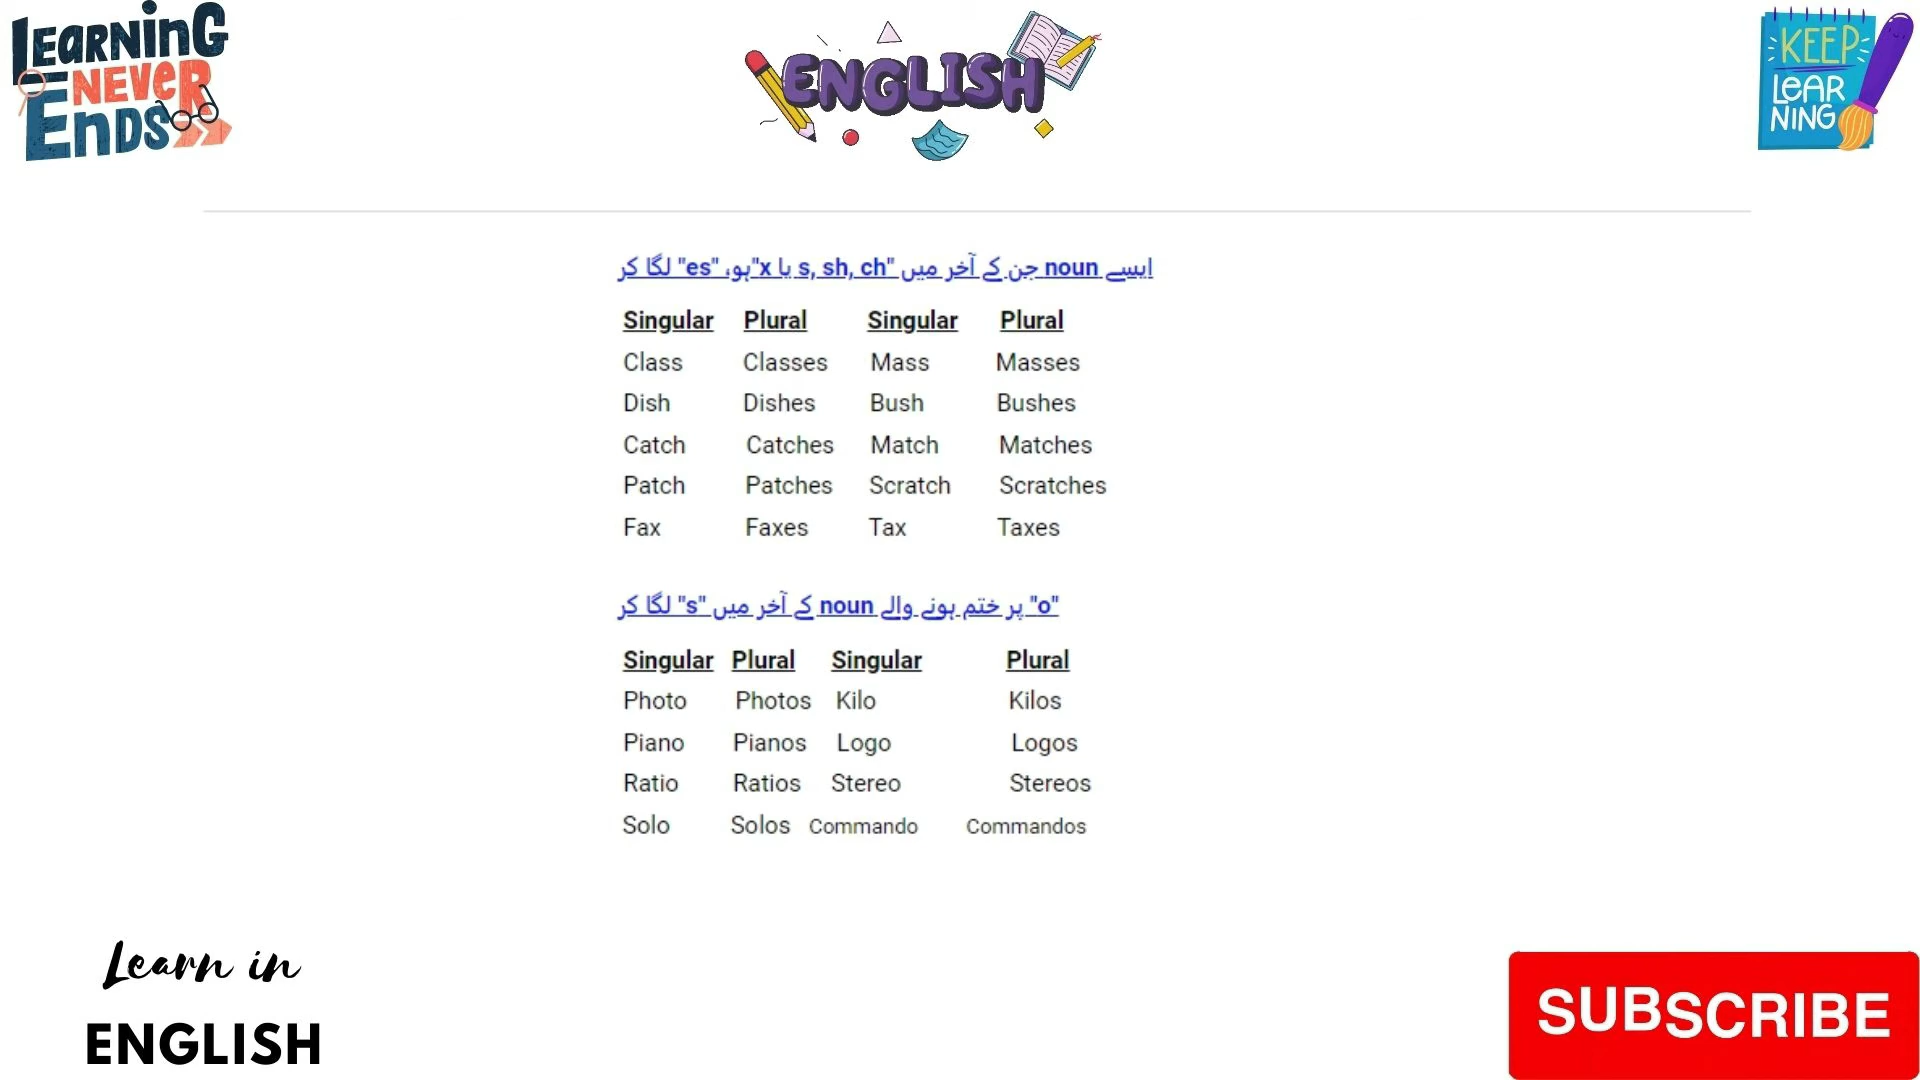 LEARNING
NEVER
ENDS
ENGLISH
KEEP
LEAR
NING
ایسے noun جن کے آخر میں "s, sh, ch یا x"ہو، "es" لگا کر
Singular Plural Singular Plural
Class Classes Mass Masses
Dish Dishes Bush Bushes
Catch Catches Match Matches
Patch Patches Scratch Scratches
Fax Faxes Tax Taxes
"o" پر ختم ہونے والے noun کے آخر میں "s" لگا کر
Singular Plural Singular Plural
Photo Photos Kilo Kilos
Piano Pianos Logo Logos
Ratio Ratios Stereo Stereos
Solo Solos Commando Commandos
Learn in
ENGLISH
SUBSCRIBE